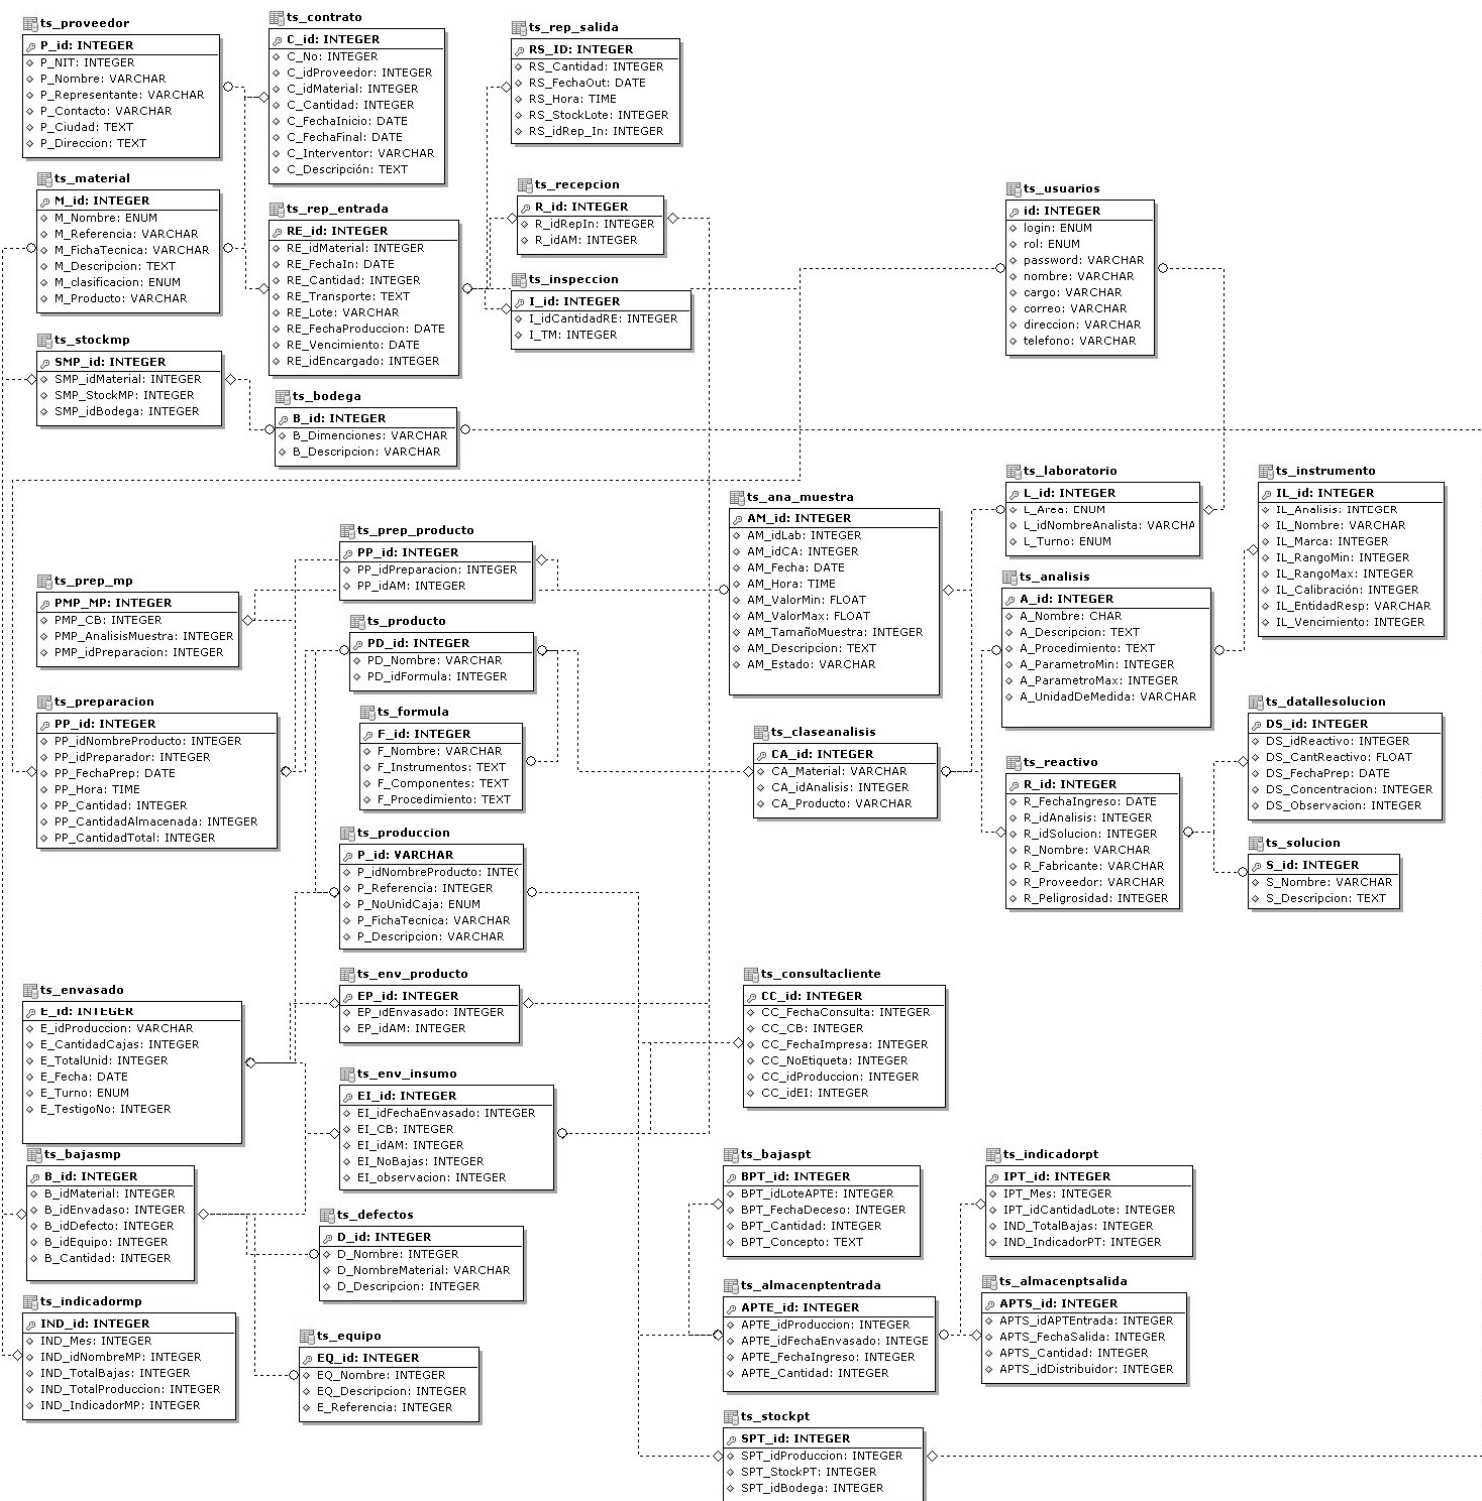 ts_proveedor
P_id: INTEGER
P_NIT: INTEGER
P_Nombre: VARCHAR
P_Representante: VARCHAR
P_Contacto: VARCHAR
P_Ciudad: TEXT
P_Direccion: TEXT
ts_contrato
C_id: INTEGER
C_No: INTEGER
C_idProveedor: INTEGER
C_idMaterial: INTEGER
C_Cantidad: INTEGER
C_FechaInicio: DATE
C_FechaFinal: DATE
C_Interventor: VARCHAR
C_Descripción: TEXT
ts_rep_salida
RS_ID: INTEGER
RS_Cantidad: INTEGER
RS_FechaOut: DATE
RS_Hora: TIME
RS_StockLote: INTEGER
RS_idRep_In: INTEGER
ts_material
M_id: INTEGER
M_Nombre: ENUM
M_Referencia: VARCHAR
M_FichaTecnica: VARCHAR
M_Descripcion: TEXT
M_clasificacion: ENUM
M_Producto: VARCHAR
ts_rep_entrada
RE_id: INTEGER
RE_idMaterial: INTEGER
RE_FechaIn: DATE
RE_Cantidad: INTEGER
RE_Transporte: TEXT
RE_Lote: VARCHAR
RE_FechaProduccion: DATE
RE_Vencimiento: DATE
RE_idEncargado: INTEGER
ts_recepcion
R_id: INTEGER
R_idRepIn: INTEGER
R_idAM: INTEGER
ts_inspeccion
I_id: INTEGER
I_idCantidadRE: INTEGER
I_TM: INTEGER
ts_usuarios
id: INTEGER
login: ENUM
rol: ENUM
password: VARCHAR
nombre: VARCHAR
cargo: VARCHAR
correo: VARCHAR
direccion: VARCHAR
telefono: VARCHAR
ts_stockmp
SMP_id: INTEGER
SMP_idMaterial: INTEGER
SMP_StockMP: INTEGER
SMP_idBodega: INTEGER
ts_bodega
B_id: INTEGER
B_Dimenciones: VARCHAR
B_Descripcion: VARCHAR
ts_laboratorio
L_id: INTEGER
L_Area: ENUM
L_idNombreAnalista: VARCHA
L_Turno: ENUM
ts_instrumento
IL_id: INTEGER
IL_Analisis: INTEGER
IL_Nombre: VARCHAR
IL_Marca: INTEGER
IL_RangoMin: INTEGER
IL_RangoMax: INTEGER
IL_Calibración: INTEGER
IL_EntidadResp: VARCHAR
IL_Vencimiento: INTEGER
ts_ana_muestra
AM_id: INTEGER
AM_idLab: INTEGER
AM_idCA: INTEGER
AM_Fecha: DATE
AM_Hora: TIME
AM_ValorMin: FLOAT
AM_ValorMax: FLOAT
AM_TamañoMuestra: INTEGER
AM_Descripcion: TEXT
AM_Estado: VARCHAR
ts_prep_producto
PP_id: INTEGER
PP_idPreparacion: INTEGER
PP_idAM: INTEGER
ts_prep_mp
PMP_MP: INTEGER
PMP_CB: INTEGER
PMP_AnalisisMuestra: INTEGER
PMP_idPreparacion: INTEGER
ts_producto
PD_id: INTEGER
PD_Nombre: VARCHAR
PD_idFormula: INTEGER
ts_analisis
A_id: INTEGER
A_Nombre: CHAR
A_Descripcion: TEXT
A_Procedimiento: TEXT
A_ParametroMin: INTEGER
A_ParametroMax: INTEGER
A_UnidadDeMedida: VARCHAR
ts_preparacion
PP_id: INTEGER
PP_idNombreProducto: INTEGER
PP_idPreparador: INTEGER
PP_FechaPrep: DATE
PP_Hora: TIME
PP_Cantidad: INTEGER
PP_CantidadAlmacenada: INTEGER
PP_CantidadTotal: INTEGER
ts_formula
F_id: INTEGER
F_Nombre: VARCHAR
F_Instrumentos: TEXT
F_Componentes: TEXT
F_Procedimiento: TEXT
ts_claseanalisis
CA_id: INTEGER
CA_Material: VARCHAR
CA_idAnalisis: INTEGER
CA_Producto: VARCHAR
ts_reactivo
R_id: INTEGER
R_FechaIngreso: DATE
R_idAnalisis: INTEGER
R_idSolucion: INTEGER
R_Nombre: VARCHAR
R_Fabricante: VARCHAR
R_Proveedor: VARCHAR
R_Peligrosidad: INTEGER
ts_datallesolucion
DS_id: INTEGER
DS_idReactivo: INTEGER
DS_CantReactivo: FLOAT
DS_FechaPrep: DATE
DS_Concentracion: INTEGER
DS_Observacion: INTEGER
ts_solucion
S_id: INTEGER
S_Nombre: VARCHAR
S_Descripcion: TEXT
ts_produccion
P_id: VARCHAR
P_idNombreProducto: INTEG
P_Referencia: INTEGER
P_NoUnidCaja: ENUM
P_FichaTecnica: VARCHAR
P_Descripcion: VARCHAR
ts_envasado
E_id: INTEGER
E_idProduccion: VARCHAR
E_CantidadCajas: INTEGER
E_TotalUnid: INTEGER
E_Fecha: DATE
E_Turno: ENUM
E_TestigoNo: INTEGER
ts_env_producto
EP_id: INTEGER
EP_idEnvasado: INTEGER
EP_idAM: INTEGER
ts_consultacliente
CC_id: INTEGER
CC_FechaConsulta: INTEGER
CC_CB: INTEGER
CC_FechaImpresa: INTEGER
CC_NoEtiqueta: INTEGER
CC_idProduccion: INTEGER
CC_idEI: INTEGER
ts_env_insumo
EI_id: INTEGER
EI_idFechaEnvasado: INTEGER
EI_CB: INTEGER
EI_idAM: INTEGER
EI_NoBajas: INTEGER
EI_observacion: INTEGER
ts_bajasmp
B_id: INTEGER
B_idMaterial: INTEGER
B_idEnvadaso: INTEGER
B_idDefecto: INTEGER
B_idEquipo: INTEGER
B_Cantidad: INTEGER
ts_defectos
D_id: INTEGER
D_Nombre: INTEGER
D_NombreMaterial: VARCHAR
D_Descripcion: INTEGER
ts_bajaspt
BPT_id: INTEGER
BPT_idLoteAPTE: INTEGER
BPT_FechaDeceso: INTEGER
BPT_Cantidad: INTEGER
BPT_Concepto: TEXT
ts_indicadorpt
IPT_id: INTEGER
IPT_Mes: INTEGER
IPT_idCantidadLote: INTEGER
IND_TotalBajas: INTEGER
IND_IndicadorPT: INTEGER
ts_indicadormp
IND_id: INTEGER
IND_Mes: INTEGER
IND_idNombreMP: INTEGER
IND_TotalBajas: INTEGER
IND_TotalProduccion: INTEGER
IND_IndicadorMP: INTEGER
ts_equipo
EQ_id: INTEGER
EQ_Nombre: INTEGER
EQ_Descripcion: INTEGER
E_Referencia: INTEGER
ts_almacenptentrada
APTE_id: INTEGER
APTE_idProduccion: INTEGER
APTE_idFechaEnvasado: INTEGE
APTE_FechaIngreso: INTEGER
APTE_Cantidad: INTEGER
ts_almacenptsalida
APTS_id: INTEGER
APTS_idAPTEntrada: INTEGER
APTS_FechaSalida: INTEGER
APTS_Cantidad: INTEGER
APTS_idDistribuidor: INTEGER
ts_stockpt
SPT_id: INTEGER
SPT_idProduccion: INTEGER
SPT_StockPT: INTEGER
SPT_idBodega: INTEGER